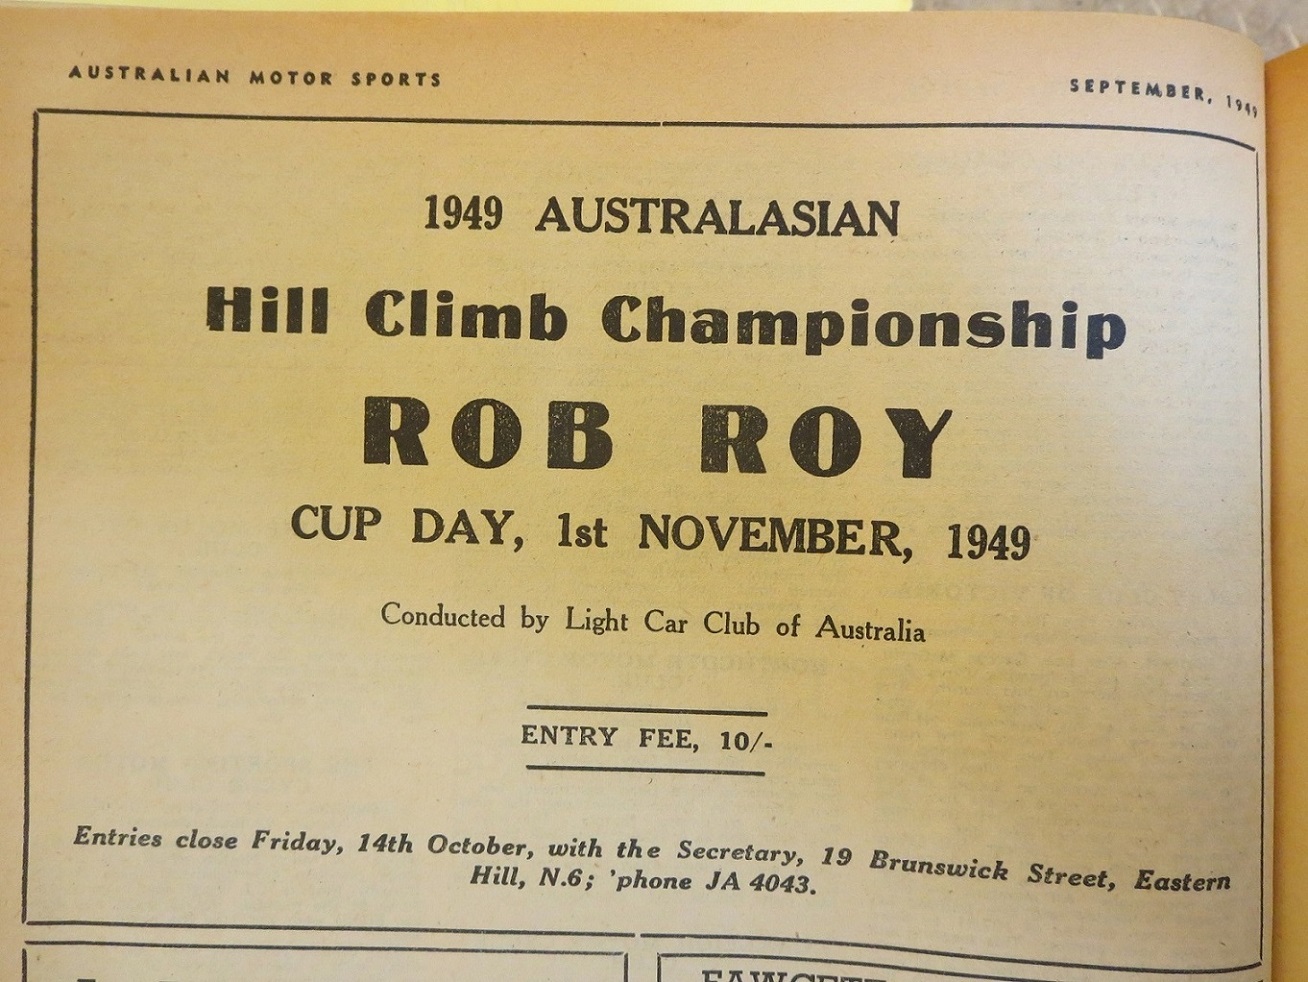 AUSTRALIAN MOTOR SPORTS
SEPTEMBER, 1949
1949 AUSTRALASIAN
Hill Climb Championship
ROB ROY
CUP DAY, 1st NOVEMBER, 1949
Conducted by Light Car Club of Australia
ENTRY FEE, 10/-
Entries close Friday, 14th October, with the Secretary, 19 Brunswick Street, Eastern
Hill, N.6; 'phone JA 4043.